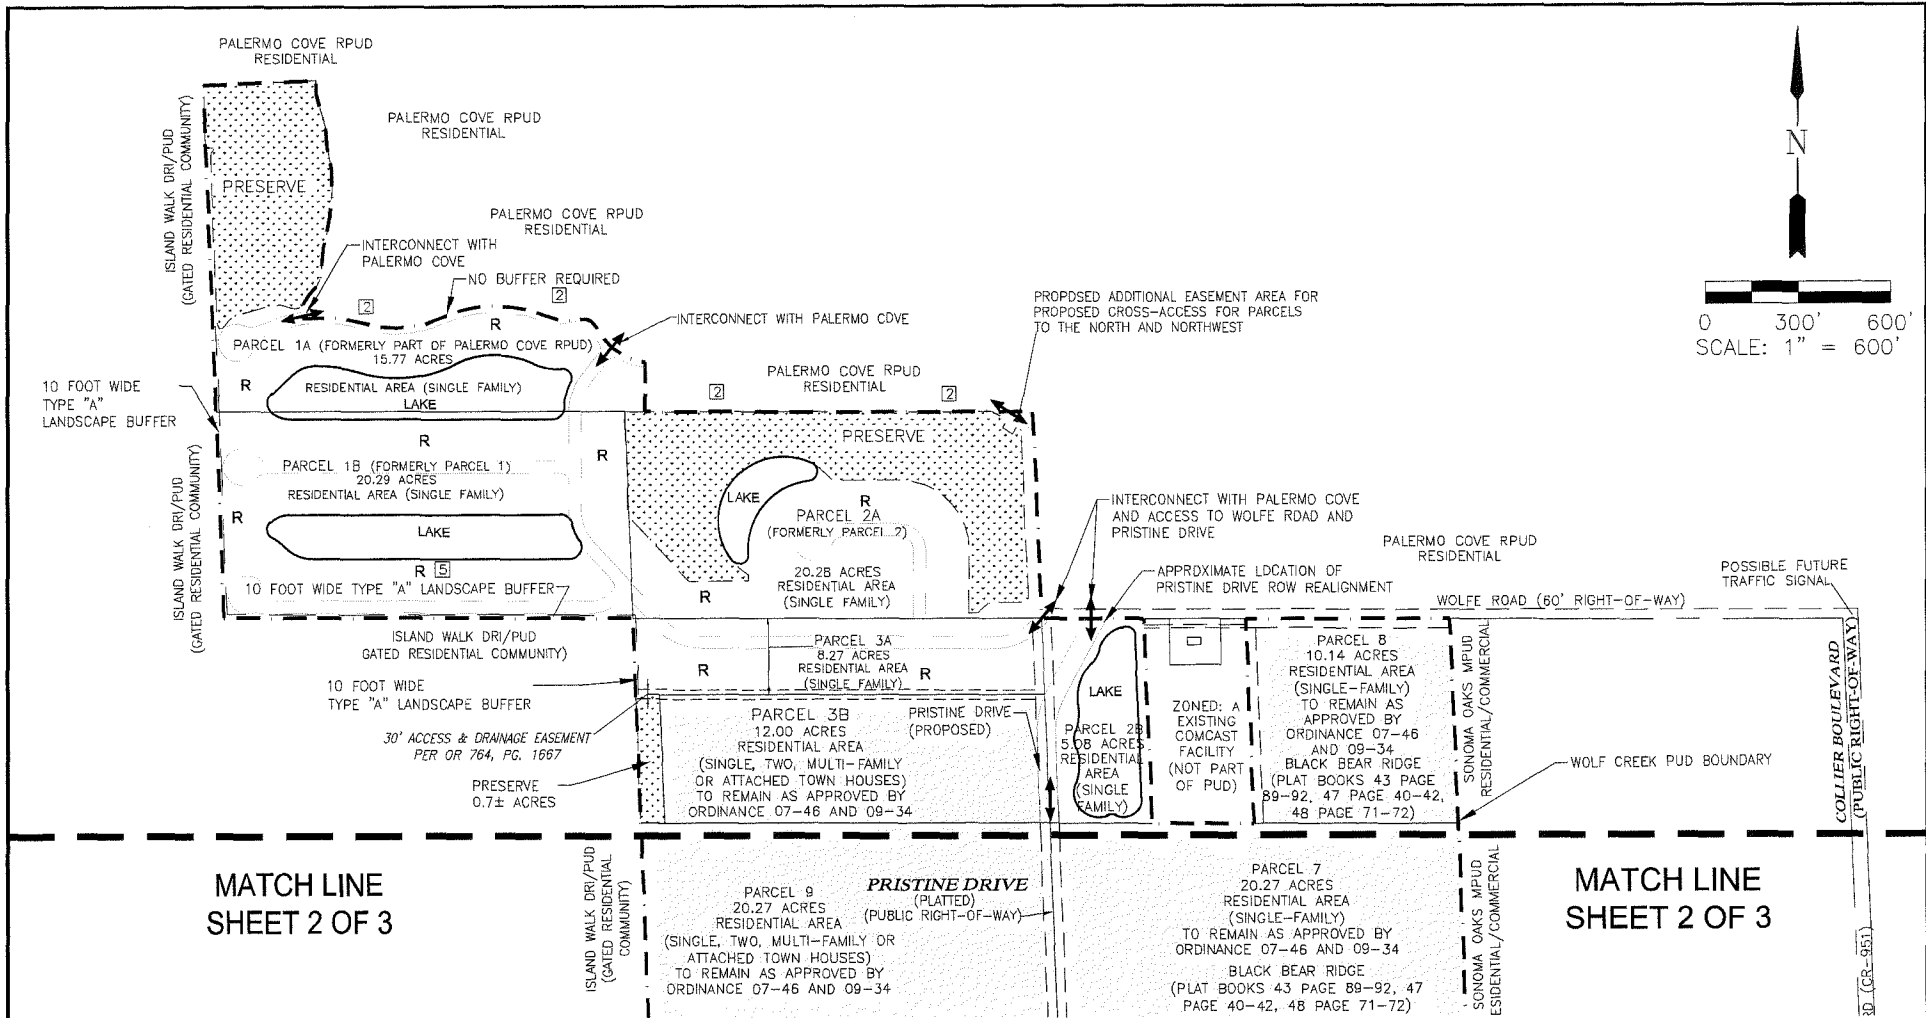 PALERMO COVE RPUD
RESIDENTIAL
PALERMO COVE RPUD
RESIDENTIAL
ISLAND WALK DRI/PUD
(GATED RESIDENTIAL COMMUNITY)
PRESERVE
PALERMO COVE RPUD
RESIDENTIAL
INTERCONNECT WITH
PALERMO COVE
NO BUFFER REQUIRED
2
2
R
INTERCONNECT WITH PALERMO COVE
PROPOSED ADDITIONAL EASEMENT AREA FOR
PROPOSED CROSS-ACCESS FOR PARCELS
TO THE NORTH AND NORTHWEST
N
0 300' 600'
SCALE: 1" = 600'
PARCEL 1A (FORMERLY PART OF PALERMO COVE RPUD)
15.77 ACRES
R
RESIDENTIAL AREA (SINGLE FAMILY)
LAKE
10 FOOT WIDE
TYPE "A"
LANDSCAPE BUFFER
PALERMO COVE RPUD
RESIDENTIAL
2
2
PRESERVE
R
R
PARCEL 1B (FORMERLY PARCEL 1)
20.29 ACRES
RESIDENTIAL AREA (SINGLE FAMILY)
ISLAND WALK DRI/PUD
(GATED RESIDENTIAL COMMUNITY)
R
LAKE
R 5
10 FOOT WIDE TYPE "A" LANDSCAPE BUFFER
LAKE
R
PARCEL 2A
(FORMERLY PARCEL 2)
20.28 ACRES
RESIDENTIAL AREA
(SINGLE FAMILY)
R
INTERCONNECT WITH PALERMO COVE
AND ACCESS TO WOLFE ROAD AND
PRISTINE DRIVE
PALERMO COVE RPUD
RESIDENTIAL
APPROXIMATE LOCATION OF
PRISTINE DRIVE ROW REALIGNMENT
POSSIBLE FUTURE
TRAFFIC SIGNAL
WOLFE ROAD (60' RIGHT-OF-WAY)
ISLAND WALK DRI/PUD
GATED RESIDENTIAL COMMUNITY)
10 FOOT WIDE
TYPE "A" LANDSCAPE BUFFER
30' ACCESS & DRAINAGE EASEMENT
PER OR 764, PG. 1667
PRESERVE
0.7± ACRES
R
PARCEL 3A
8.27 ACRES
RESIDENTIAL AREA
(SINGLE FAMILY)
R
PARCEL 3B
12.00 ACRES
RESIDENTIAL AREA
(SINGLE, TWO, MULTI-FAMILY
OR ATTACHED TOWN HOUSES)
TO REMAIN AS APPROVED BY
ORDINANCE 07-46 AND 09-34
PRISTINE DRIVE
(PROPOSED)
LAKE
PARCEL 2B
5.08 ACRES
RESIDENTIAL
AREA
(SINGLE
FAMILY)
ZONED: A
EXISTING
COMCAST
FACILITY
(NOT PART
OF PUD)
PARCEL 8
10.14 ACRES
RESIDENTIAL AREA
(SINGLE-FAMILY)
TO REMAIN AS
APPROVED BY
ORDINANCE 07-46
AND 09-34
BLACK BEAR RIDGE
(PLAT BOOKS 43 PAGE
89-92, 47 PAGE 40-42,
48 PAGE 71-72)
SONOMA OAKS MPUD
RESIDENTIAL/COMMERCIAL
WOLF CREEK PUD BOUNDARY
COLLIER BOULEVARD
(PUBLIC RIGHT-OF-WAY)
MATCH LINE
SHEET 2 OF 3
ISLAND WALK DRI/PUD
(GATED RESIDENTIAL
COMMUNITY)
PARCEL 9
20.27 ACRES
RESIDENTIAL AREA
(SINGLE, TWO, MULTI-FAMILY OR
ATTACHED TOWN HOUSES)
TO REMAIN AS APPROVED BY
ORDINANCE 07-46 AND 09-34
PRISTINE DRIVE
(PLATTED)
(PUBLIC RIGHT-OF-WAY)
PARCEL 7
20.27 ACRES
RESIDENTIAL AREA
(SINGLE-FAMILY)
TO REMAIN AS APPROVED BY
ORDINANCE 07-46 AND 09-34
BLACK BEAR RIDGE
(PLAT BOOKS 43 PAGE 89-92, 47
PAGE 40-42, 48 PAGE 71-72)
SONOMA OAKS MPUD
ESIDENTIAL/COMMERCIAL
MATCH LINE
SHEET 2 OF 3
RD (CR-951)